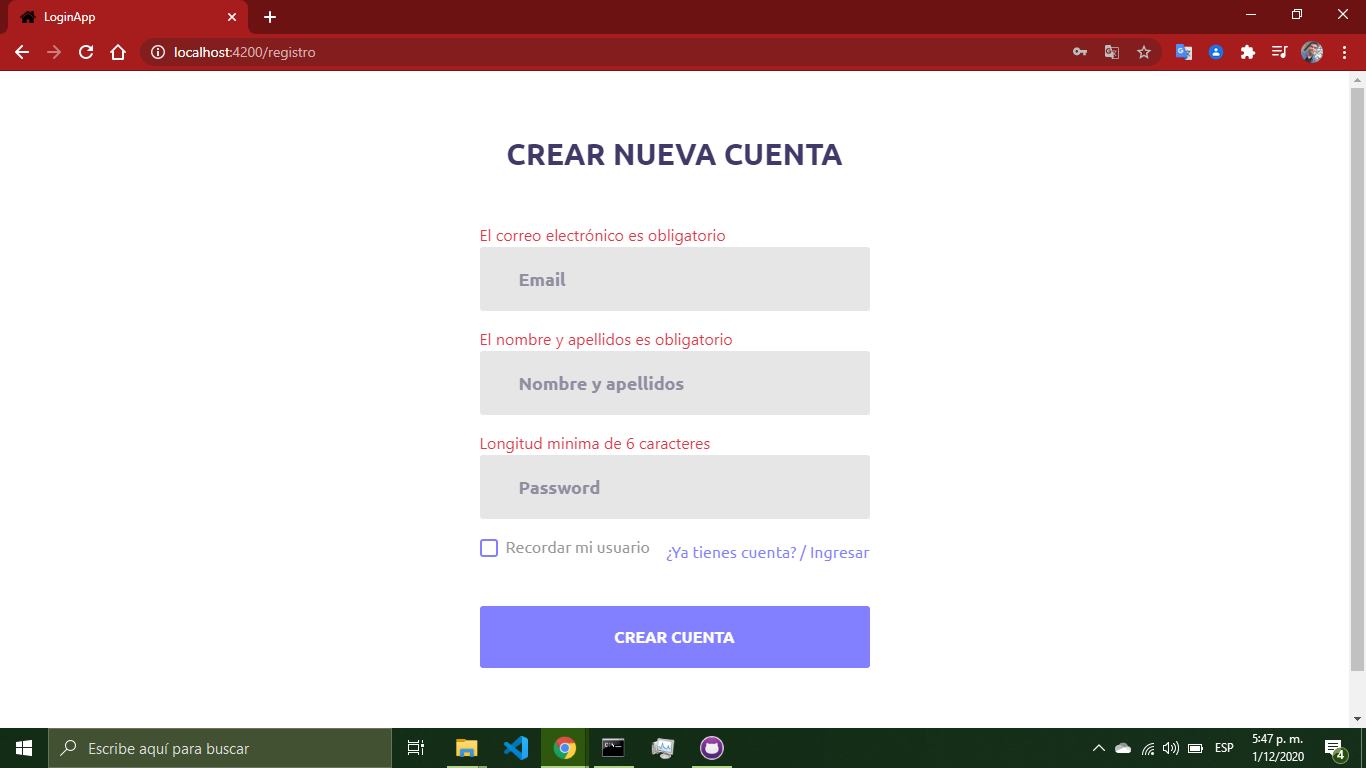 LoginApp
localhost:4200/registro
CREAR NUEVA CUENTA
El correo electrónico es obligatorio
Email
El nombre y apellidos es obligatorio
Nombre y apellidos
Longitud minima de 6 caracteres
Password
Recordar mi usuario
¿Ya tienes cuenta? / Ingresar
CREAR CUENTA
Escribe aquí para buscar
ESP
5:47 p. m.
1/12/2020
4